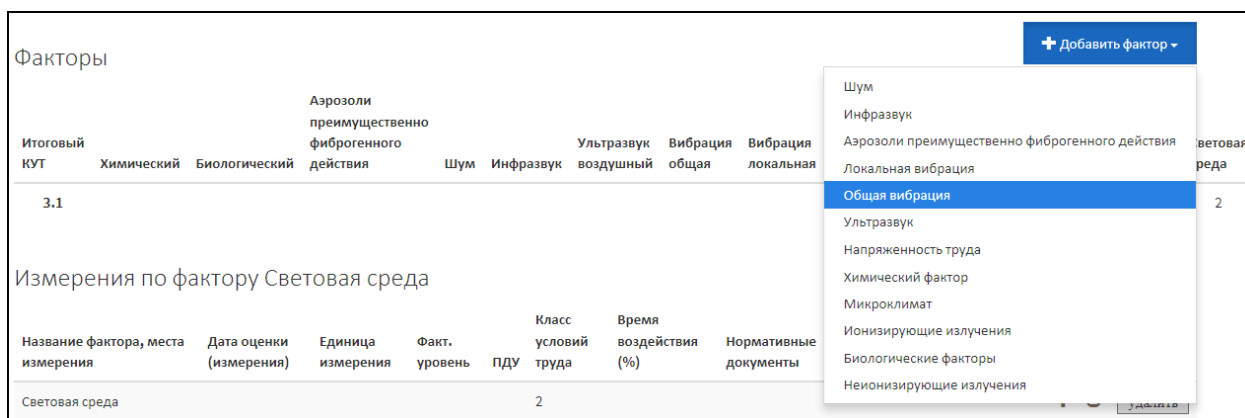 Факторы
Добавить фактор
Итоговый КУТ Химический Биологический Аэрозоли преимущественно фиброгенного действия Шум Инфразвук Ультразвук воздушный Вибрация общая Вибрация локальная
3.1 2
Шум
Инфразвук
Аэрозоли преимущественно фиброгенного действия
Локальная вибрация
Общая вибрация
Ультразвук
Напряженность труда
Химический фактор
Микроклимат
Ионизирующие излучения
Биологические факторы
Неионизирующие излучения
Измерения по фактору Световая среда
Название фактора, места измерения Дата оценки (измерения) Единица измерения Факт. уровень ПДУ Класс условий труда Время воздействия (%) Нормативные документы
Световая среда 2